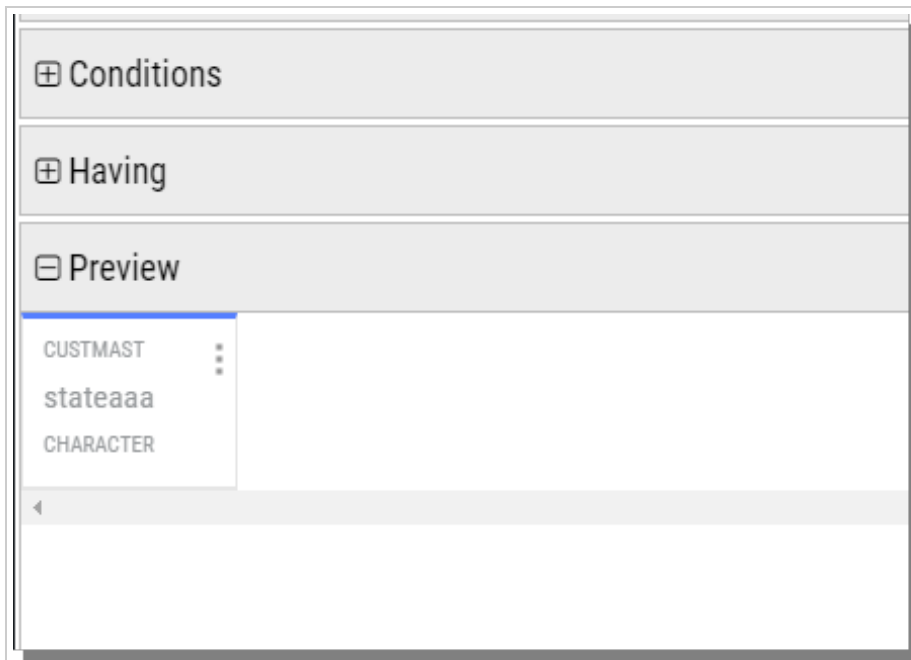 Conditions
Having
Preview
CUSTMAST
stateaaa
CHARACTER